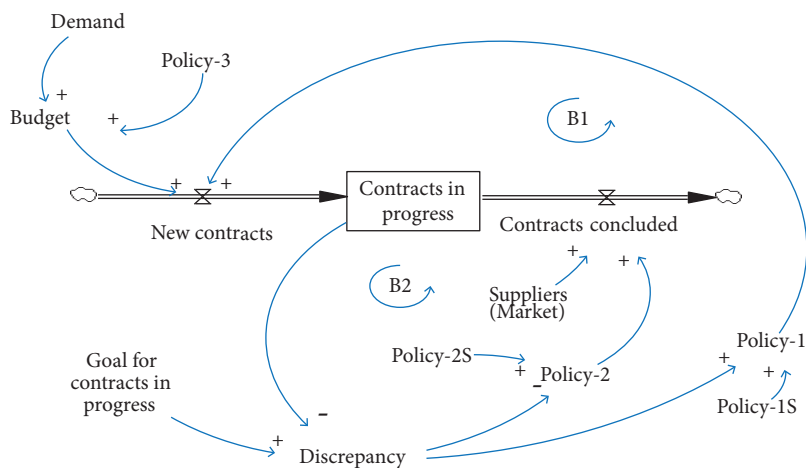 Demand
Policy-3
+
+
Budget
B1
+
+
Contracts in
progress
New contracts
Contracts concluded
+
+
B2
Suppliers
(Market)
Policy-1
Goal for
contracts in
progress
Policy-2S
+
-
Policy-2
+
+
Policy-1S
-
+
Discrepancy